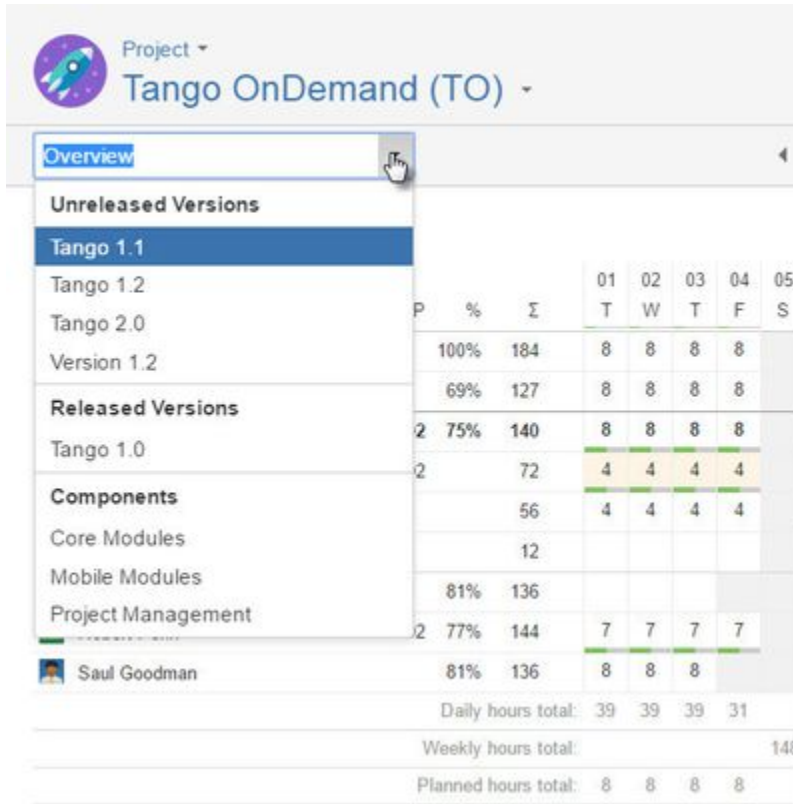 Project
Tango OnDemand (TO)
Overview
Unreleased Versions
Tango 1.1
Tango 1.2
Tango 2.0
Version 1.2
Released Versions
Tango 1.0
Components
Core Modules
Mobile Modules
Project Management
01 02 03 04 05
P % Σ T W T F S
100% 184 8 8 8 8
69% 127 8 8 8 8
2 75% 140 8 8 8 8
2 72 4 4 4 4
56 4 4 4 4
12
81% 136
02 77% 144 7 7 7 7
Saul Goodman 81% 136 8 8 8
Daily hours total: 39 39 39 31
Weekly hours total: 148
Planned hours total: 8 8 8 8